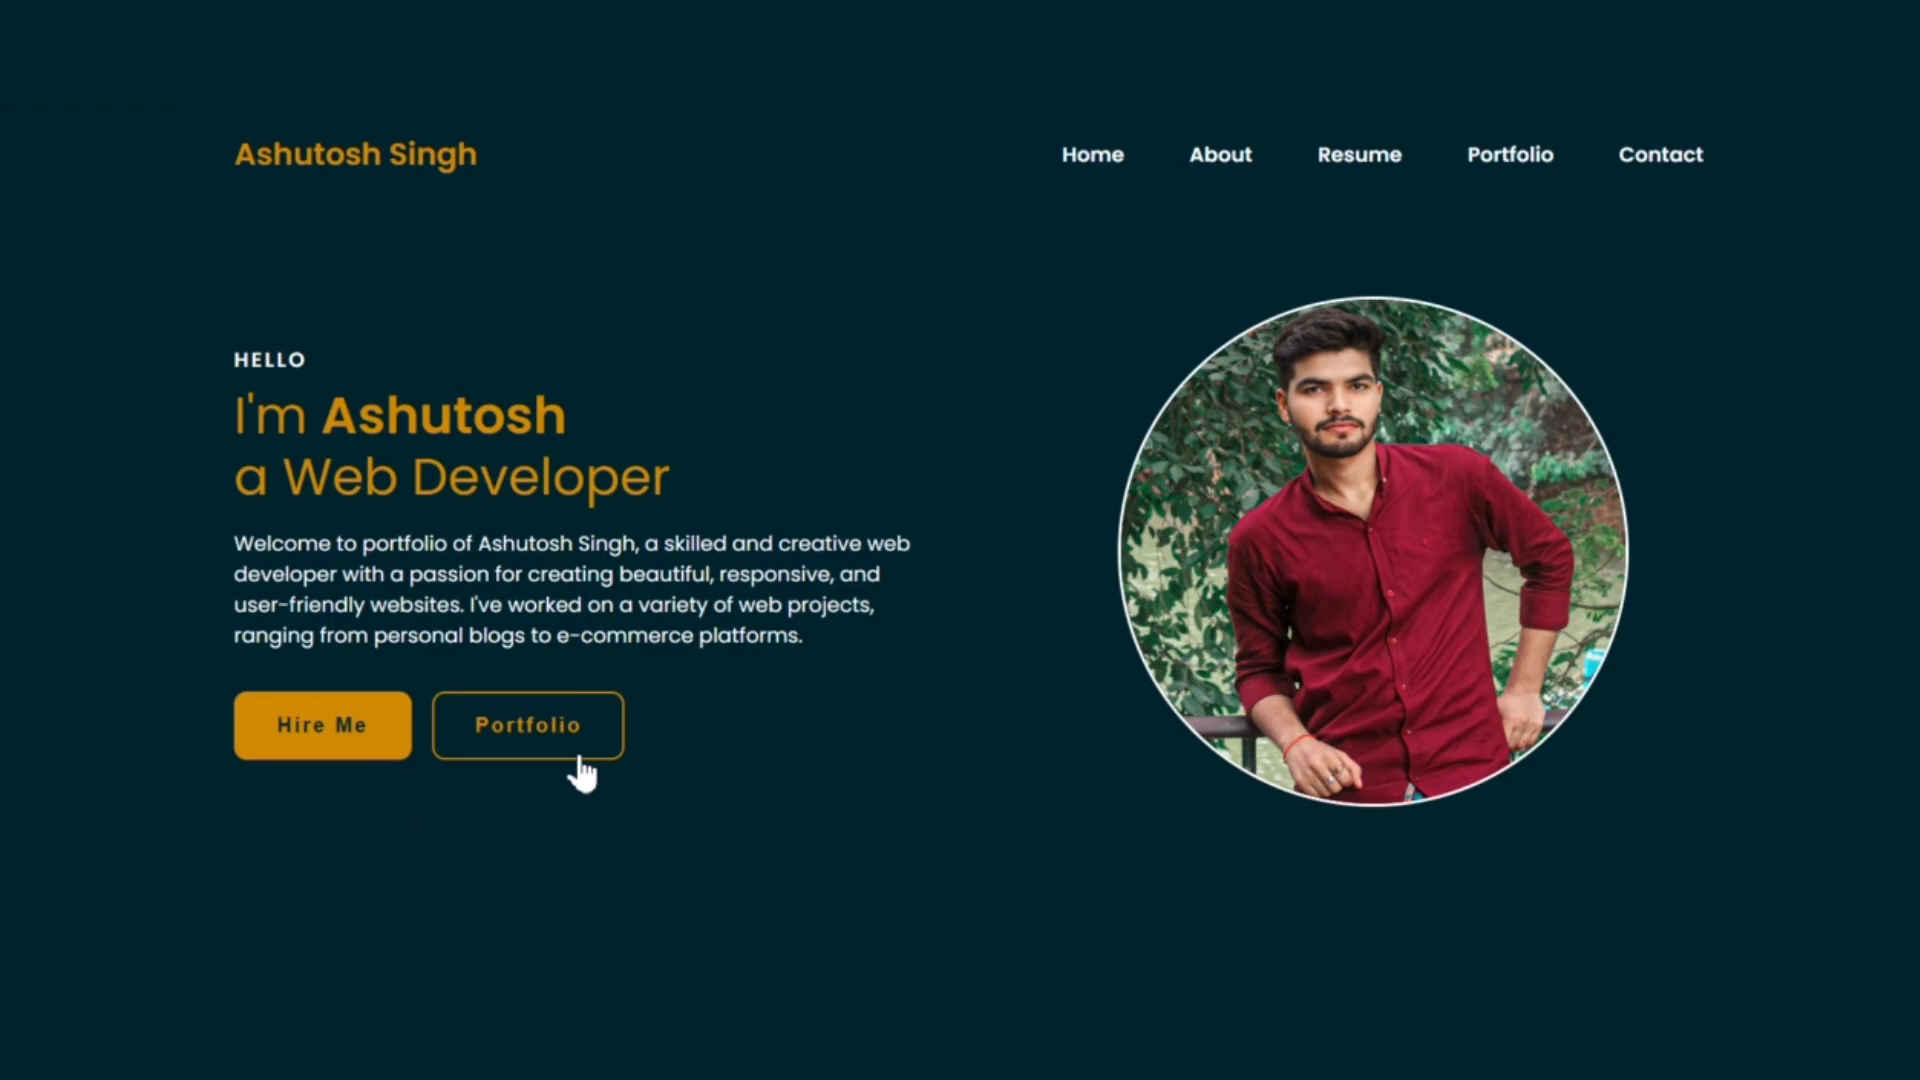 Ashutosh Singh
Home About Resume Portfolio Contact
HELLO
I'm Ashutosh
a Web Developer
Welcome to portfolio of Ashutosh Singh, a skilled and creative web
developer with a passion for creating beautiful, responsive, and
user-friendly websites. I've worked on a variety of web projects,
ranging from personal blogs to e-commerce platforms.
Hire Me Portfolio